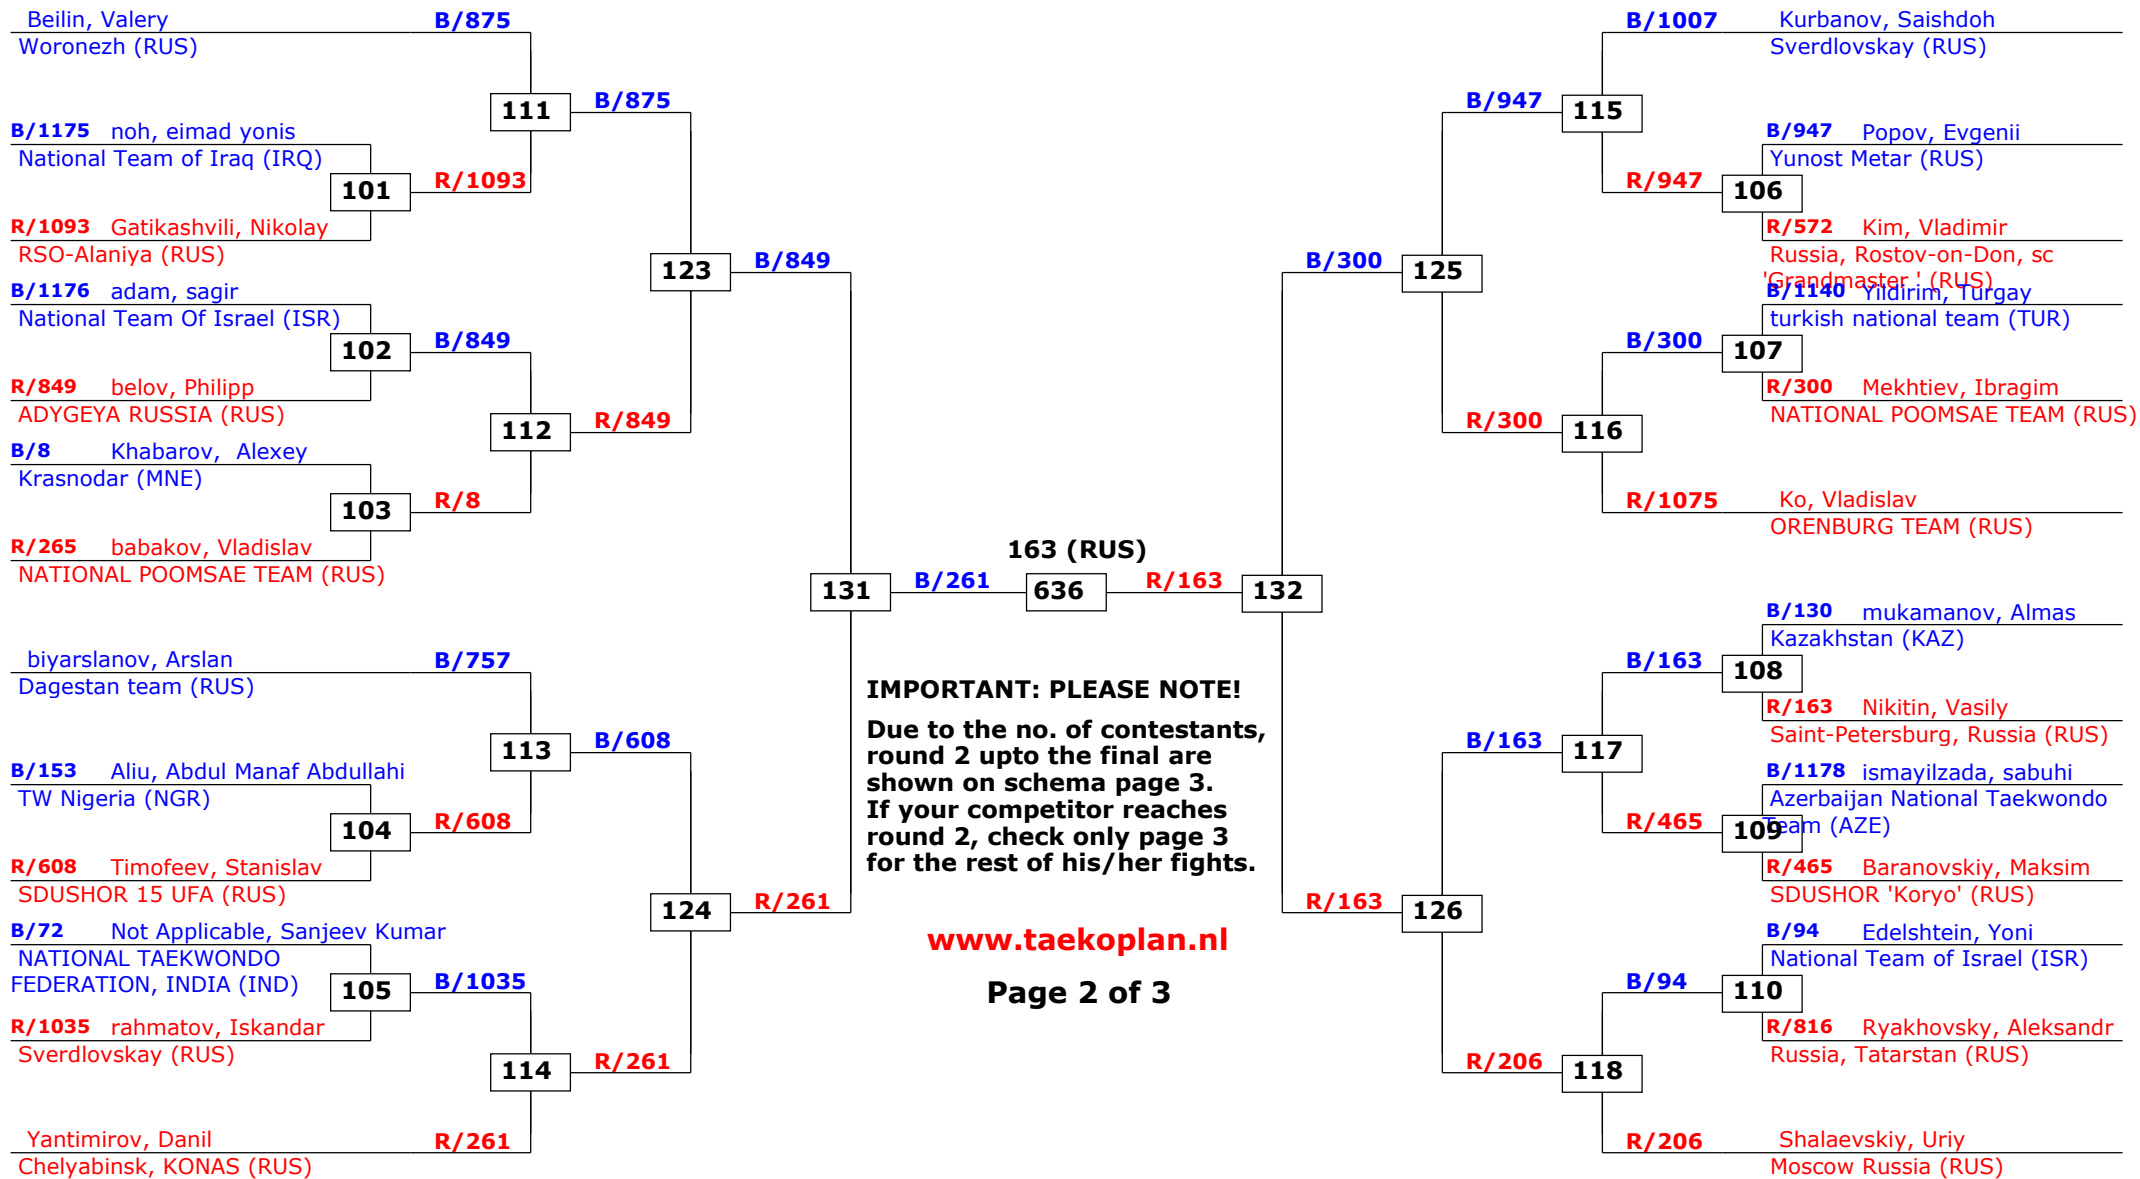 Beilin, Valery
Woronezh (RUS)
B/875
B/1175 noh, eimad yonis
National Team of Iraq (IRQ)
101
R/1093 Gatikashvili, Nikolay
RSO-Alaniya (RUS)
111
R/1093
B/875
B/1176 adam, sagir
National Team Of Israel (ISR)
102
B/849
R/849 belov, Philipp
ADYGEYA RUSSIA (RUS)
B/8 Khabarov, Alexey
Krasnodar (MNE)
103
R/8
R/265 babakov, Vladislav
NATIONAL POOMSAE TEAM (RUS)
112
R/849
123
B/849
biyarslanov, Arslan
Dagestan team (RUS)
B/757
B/153 Aliu, Abdul Manaf Abdullahi
TW Nigeria (NGR)
104
R/608
R/608 Timofeev, Stanislav
SDUSHOR 15 UFA (RUS)
113
B/608
B/72 Not Applicable, Sanjeev Kumar
NATIONAL TAEKWONDO
FEDERATION, INDIA (IND)
105
B/1035
R/1035 rahmatov, Iskandar
Sverdlovskay (RUS)
114
R/261
Yantimirov, Danil
Chelyabinsk, KONAS (RUS)
R/261
124
R/261
131
B/261
163 (RUS)
636
R/163
132
IMPORTANT: PLEASE NOTE!
Due to the no. of contestants,
round 2 upto the final are
shown on schema page 3.
If your competitor reaches
round 2, check only page 3
for the rest of his/her fights.
www.taekoplan.nl
Page 2 of 3
B/1007 Kurbanov, Saishdoh
Sverdlovskay (RUS)
B/947
115
B/947 Popov, Evgenii
Yunost Metar (RUS)
R/947
106
R/572 Kim, Vladimir
Russia, Rostov-on-Don, sc
'Grandmaster ' (RUS)
B/300
125
B/1140 Yildirim, Turgay
turkish national team (TUR)
B/300
107
R/300 Mekhtiev, Ibragim
NATIONAL POOMSAE TEAM (RUS)
R/300
116
R/1075 Ko, Vladislav
ORENBURG TEAM (RUS)
B/130 mukamanov, Almas
Kazakhstan (KAZ)
B/163
108
R/163 Nikitin, Vasily
Saint-Petersburg, Russia (RUS)
B/163
117
B/1178 ismayilzada, sabuhi
Azerbaijan National Taekwondo
Team (AZE)
R/465
109
R/465 Baranovskiy, Maksim
SDUSHOR 'Koryo' (RUS)
R/163
126
B/94 Edelshtein, Yoni
National Team of Israel (ISR)
B/94
110
R/816 Ryakhovsky, Aleksandr
Russia, Tatarstan (RUS)
R/206
118
R/206 Shalaevskiy, Uriy
Moscow Russia (RUS)